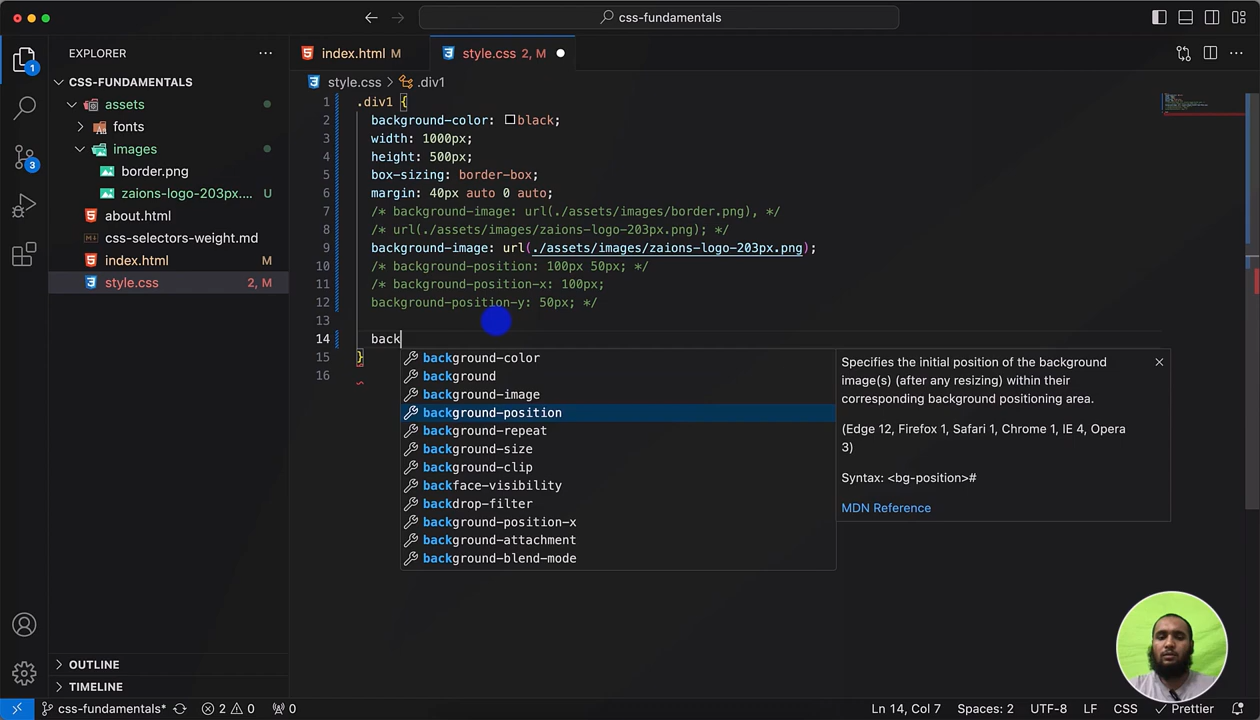 css-fundamentals
EXPLORER
index.html M
style.css 2, M
CSS-FUNDAMENTALS
style.css > .div1
assets
fonts
images
border.png
zaions-logo-203px.... U
about.html
css-selectors-weight.md
index.html M
style.css 2, M
1 .div1 {
2 background-color: black;
3 width: 1000px;
4 height: 500px;
5 box-sizing: border-box;
6 margin: 40px auto 0 auto;
7 /* background-image: url(./assets/images/border.png), */
8 /* url(./assets/images/zaions-logo-203px.png); */
9 background-image: url(./assets/images/zaions-logo-203px.png);
10 /* background-position: 100px 50px; */
11 /* background-position-x: 100px;
12 background-position-y: 50px; */
13
14 back
15 }
16
background-color
background
background-image
background-position
background-repeat
background-size
background-clip
backface-visibility
backdrop-filter
background-position-x
background-attachment
background-blend-mode
Specifies the initial position of the background
image(s) (after any resizing) within their
corresponding background positioning area.
(Edge 12, Firefox 1, Safari 1, Chrome 1, IE 4, Opera
3)
Syntax: <bg-position>#
MDN Reference
1
3
OUTLINE
TIMELINE
css-fundamentals* 2 0 0 Ln 14, Col 7 Spaces: 2 UTF-8 LF CSS Prettier